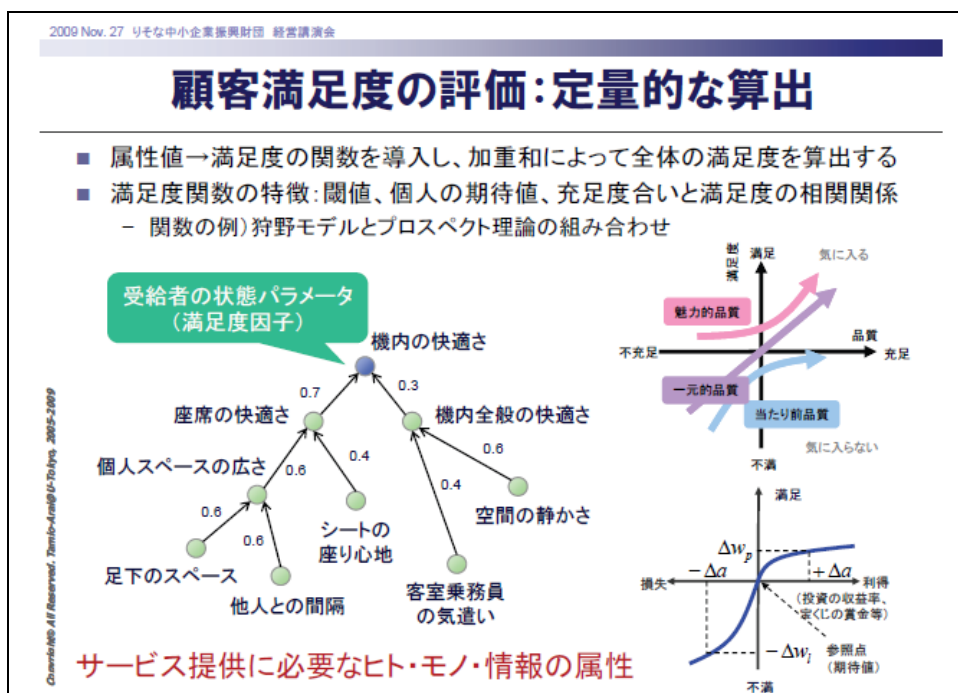 2009 Nov. 27 りそな中小企業振興財団 経営講演会
顧客満足度の評価：定量的な算出
■ 属性値→満足度の関数を導入し、加重和によって全体の満足度を算出する
■ 満足度関数の特徴：閾値、個人の期待値、充足度合いと満足度の相関関係
－ 関数の例）狩野モデルとプロスペクト理論の組み合わせ
受給者の状態パラメータ
（満足度因子）
機内の快適さ
0.7
0.3
座席の快適さ
機内全般の快適さ
個人スペースの広さ
0.6
0.4
0.4
0.6
0.6
0.6
足下のスペース
他人との間隔
シートの
座り心地
空間の静かさ
客室乗務員
の気遣い
満足度
満足
気に入る
魅力的品質
品質
不充足
充足
一元的品質
当たり前品質
気に入らない
不満
満足
Δwp
－Δa
＋Δa
損失
利得
（投資の収益率、
宝くじの賞金等）
－Δwl
参照点
（期待値）
不満
サービス提供に必要なヒト・モノ・情報の属性
Copyright© All Reserved. Tamio-Arai@U-Tokyo, 2005-2009